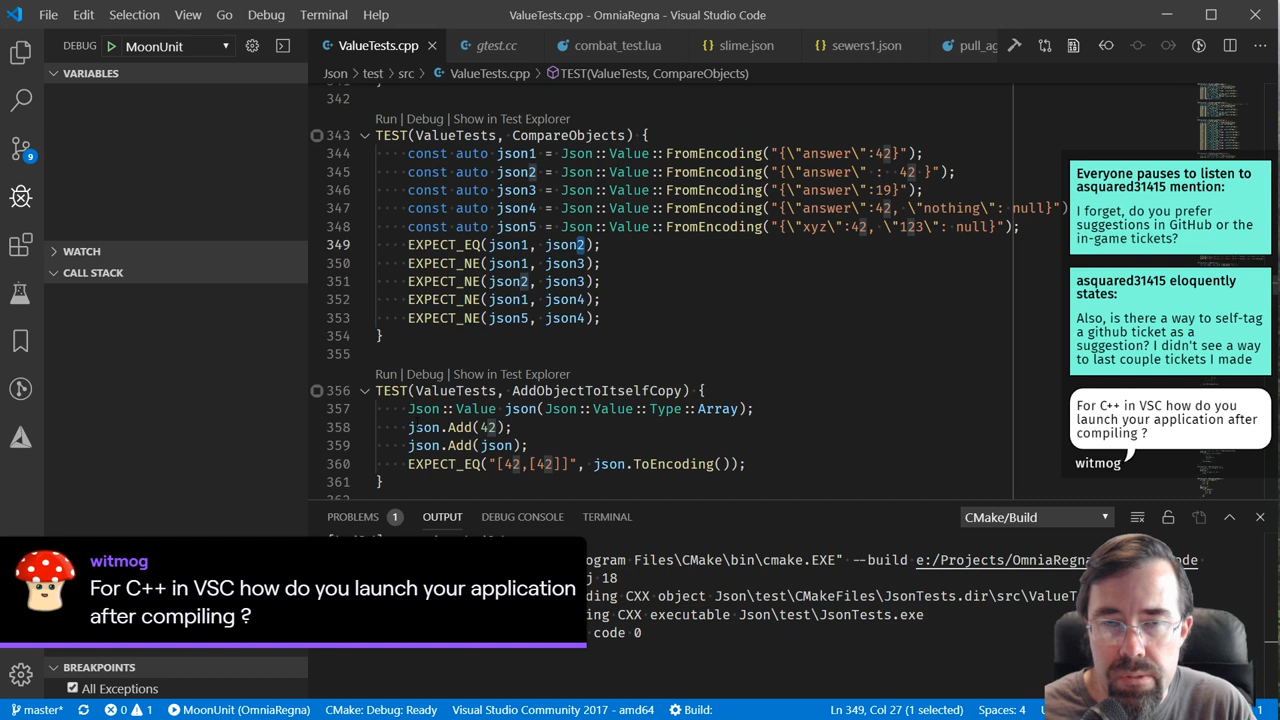 File Edit Selection View Go Debug Terminal Help
ValueTests.cpp - OmniaRegna - Visual Studio Code
DEBUG MoonUnit
ValueTests.cpp gtest.cc combat_test.lua slime.json sewers1.json pull_ag
VARIABLES
Json > test > src > ValueTests.cpp > TEST(ValueTests, CompareObjects)
342
Run | Debug | Show in Test Explorer
343 TEST(ValueTests, CompareObjects) {
344 const auto json1 = Json::Value::FromEncoding("{\"answer\":42}");
345 const auto json2 = Json::Value::FromEncoding("{\"answer\" : 42 }");
346 const auto json3 = Json::Value::FromEncoding("{\"answer\":19}");
347 const auto json4 = Json::Value::FromEncoding("{\"answer\":42, \"nothing\": null}")
348 const auto json5 = Json::Value::FromEncoding("{\"xyz\":42, \"123\": null}");
349 EXPECT_EQ(json1, json2);
350 EXPECT_NE(json1, json3);
351 EXPECT_NE(json2, json3);
352 EXPECT_NE(json1, json4);
353 EXPECT_NE(json5, json4);
354 }
355
Run | Debug | Show in Test Explorer
356 TEST(ValueTests, AddObjectToItselfCopy) {
357 Json::Value json(Json::Value::Type::Array);
358 json.Add(42);
359 json.Add(json);
360 EXPECT_EQ("[42,[42]]", json.ToEncoding());
361 }
9
WATCH
CALL STACK
Everyone pauses to listen to
asquared31415 mention:
I forget, do you prefer
suggestions in GitHub or the
in-game tickets?
asquared31415 eloquently
states:
Also, is there a way to self-tag
a github ticket as a
suggestion? I didn't see a way
to last couple tickets I made
For C++ in VSC how do you
launch your application after
compiling ?
witmog
PROBLEMS 1 OUTPUT DEBUG CONSOLE TERMINAL CMake/Build
ogram Files\CMake\bin\cmake.EXE" --build e:/Projects/OmniaRegna
j 18
ding CXX object Json\test\CMakeFiles\JsonTests.dir\src\ValueT
ing CXX executable Json\test\JsonTests.exe
code 0
witmog
For C++ in VSC how do you launch your application
after compiling ?
BREAKPOINTS
All Exceptions
master* 0 1 MoonUnit (OmniaRegna) CMake: Debug: Ready Visual Studio Community 2017 - amd64 Build: Ln 349, Col 27 (1 selected) Spaces: 4